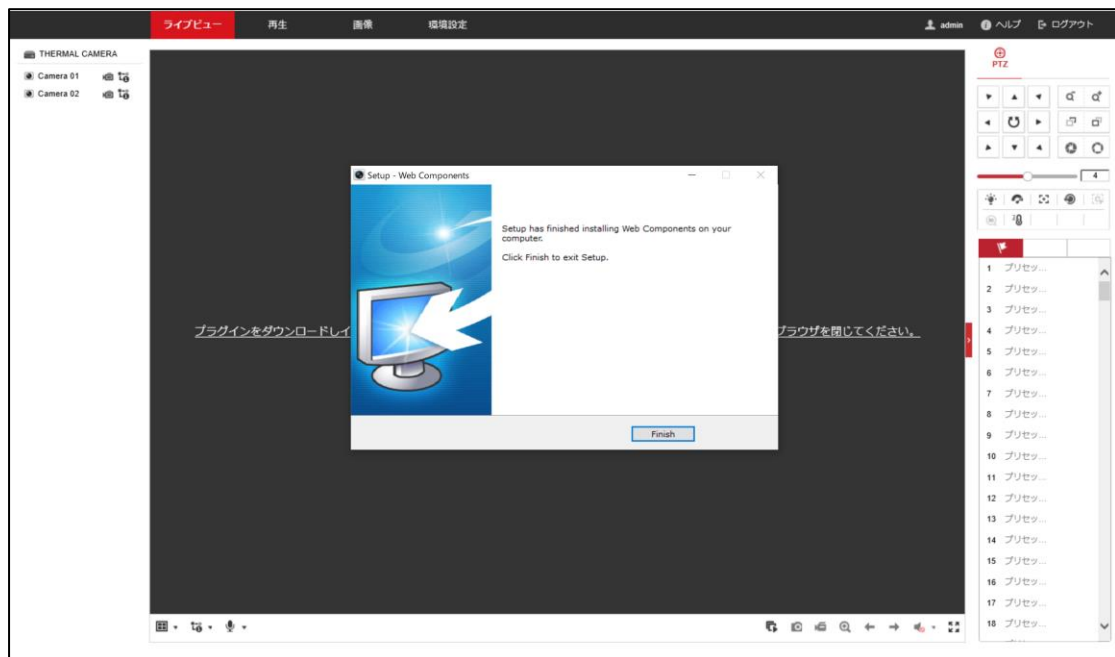 ライブビュー 再生 画像 環境設定 admin ヘルプ ログアウト
THERMAL CAMERA
Camera 01
Camera 02
PTZ
4
Setup - Web Components
Setup has finished installing Web Components on your
computer.
Click Finish to exit Setup.
Finish
プラグインをダウンロードしイ
ブラウザを閉じてください。
1 プリセッ...
2 プリセッ...
3 プリセッ...
4 プリセッ...
5 プリセッ...
6 プリセッ...
7 プリセッ...
8 プリセッ...
9 プリセッ...
10 プリセッ...
11 プリセッ...
12 プリセッ...
13 プリセッ...
14 プリセッ...
15 プリセッ...
16 プリセッ...
17 プリセッ...
18 プリセッ...